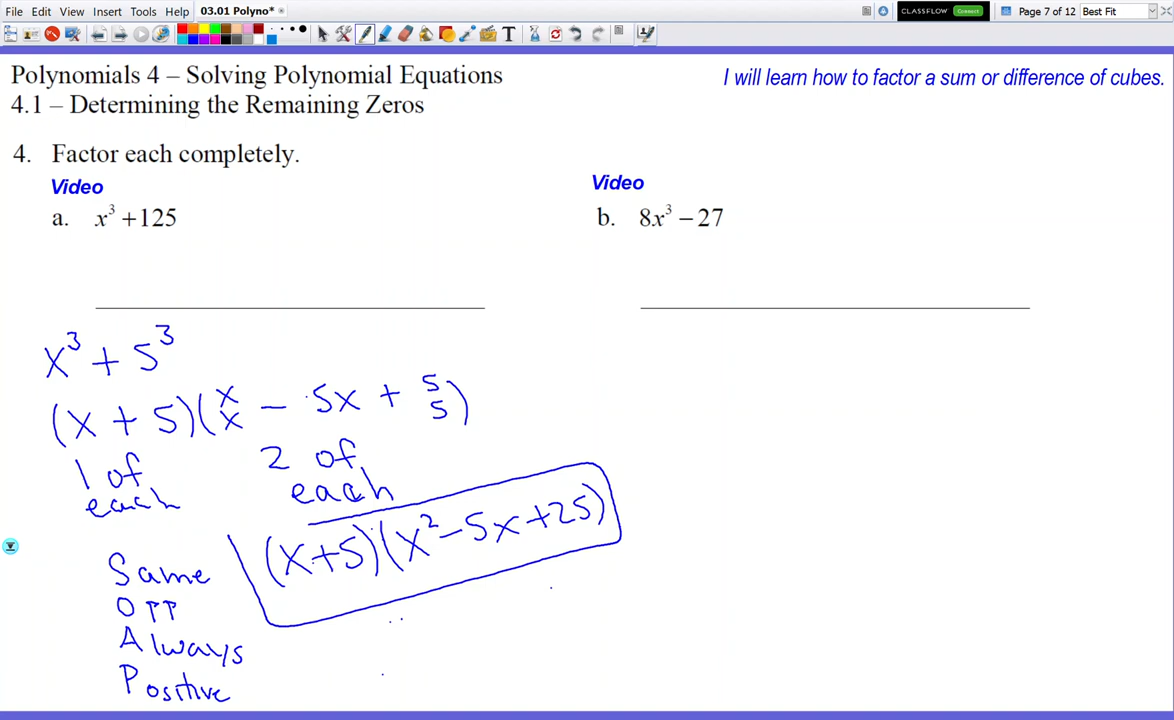 File Edit View Insert Tools Help 03.01 Polyno* CLASSFLOW Connect Page 7 of 12 Best Fit
Polynomials 4 – Solving Polynomial Equations
I will learn how to factor a sum or difference of cubes.
4.1 – Determining the Remaining Zeros
4. Factor each completely.
Video
a. x³ + 125
Video
b. 8x³ − 27
x³ + 5³
(x + 5)(x x − 5x + 5 5)
1 of each
2 of each
(x+5)(x² − 5x + 25)
Same
Opp
Always
Positive